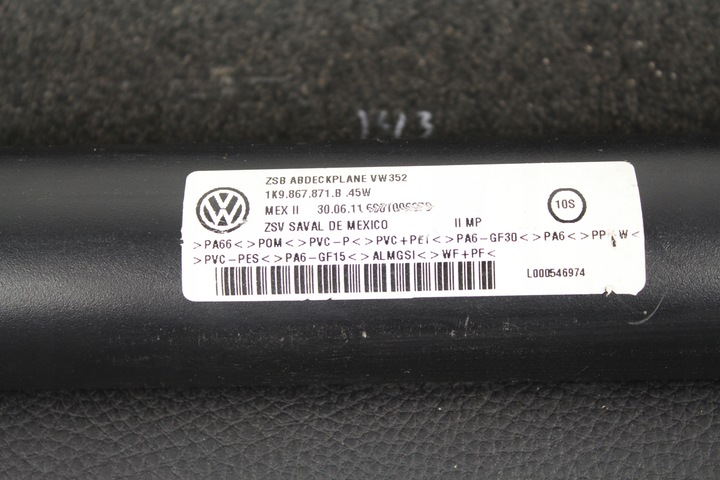 ZSB ABDECKPLANE VW352
1K9.867.871.B .45W
MEX II 30.06.11
ZSV SAVAL DE MEXICO II MP
10S
>PA66<>POM<>PVC-P<>PVC+PET<>PA6-GF30<>PA6<>PP W<
>PVC-PES<>PA6-GF15<>ALMGSI<>WF+PF<
L000546974